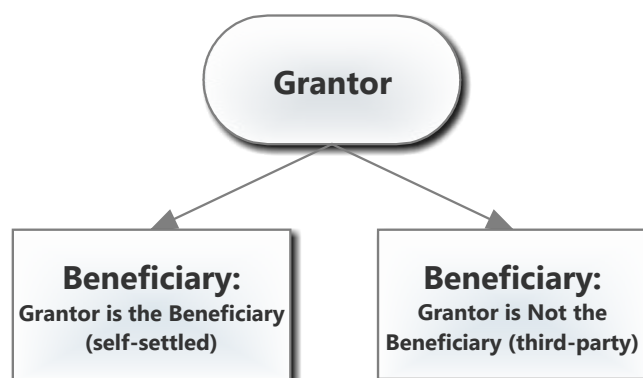 Grantor
Beneficiary:
Grantor is the Beneficiary
(self-settled)
Beneficiary:
Grantor is Not the
Beneficiary (third-party)